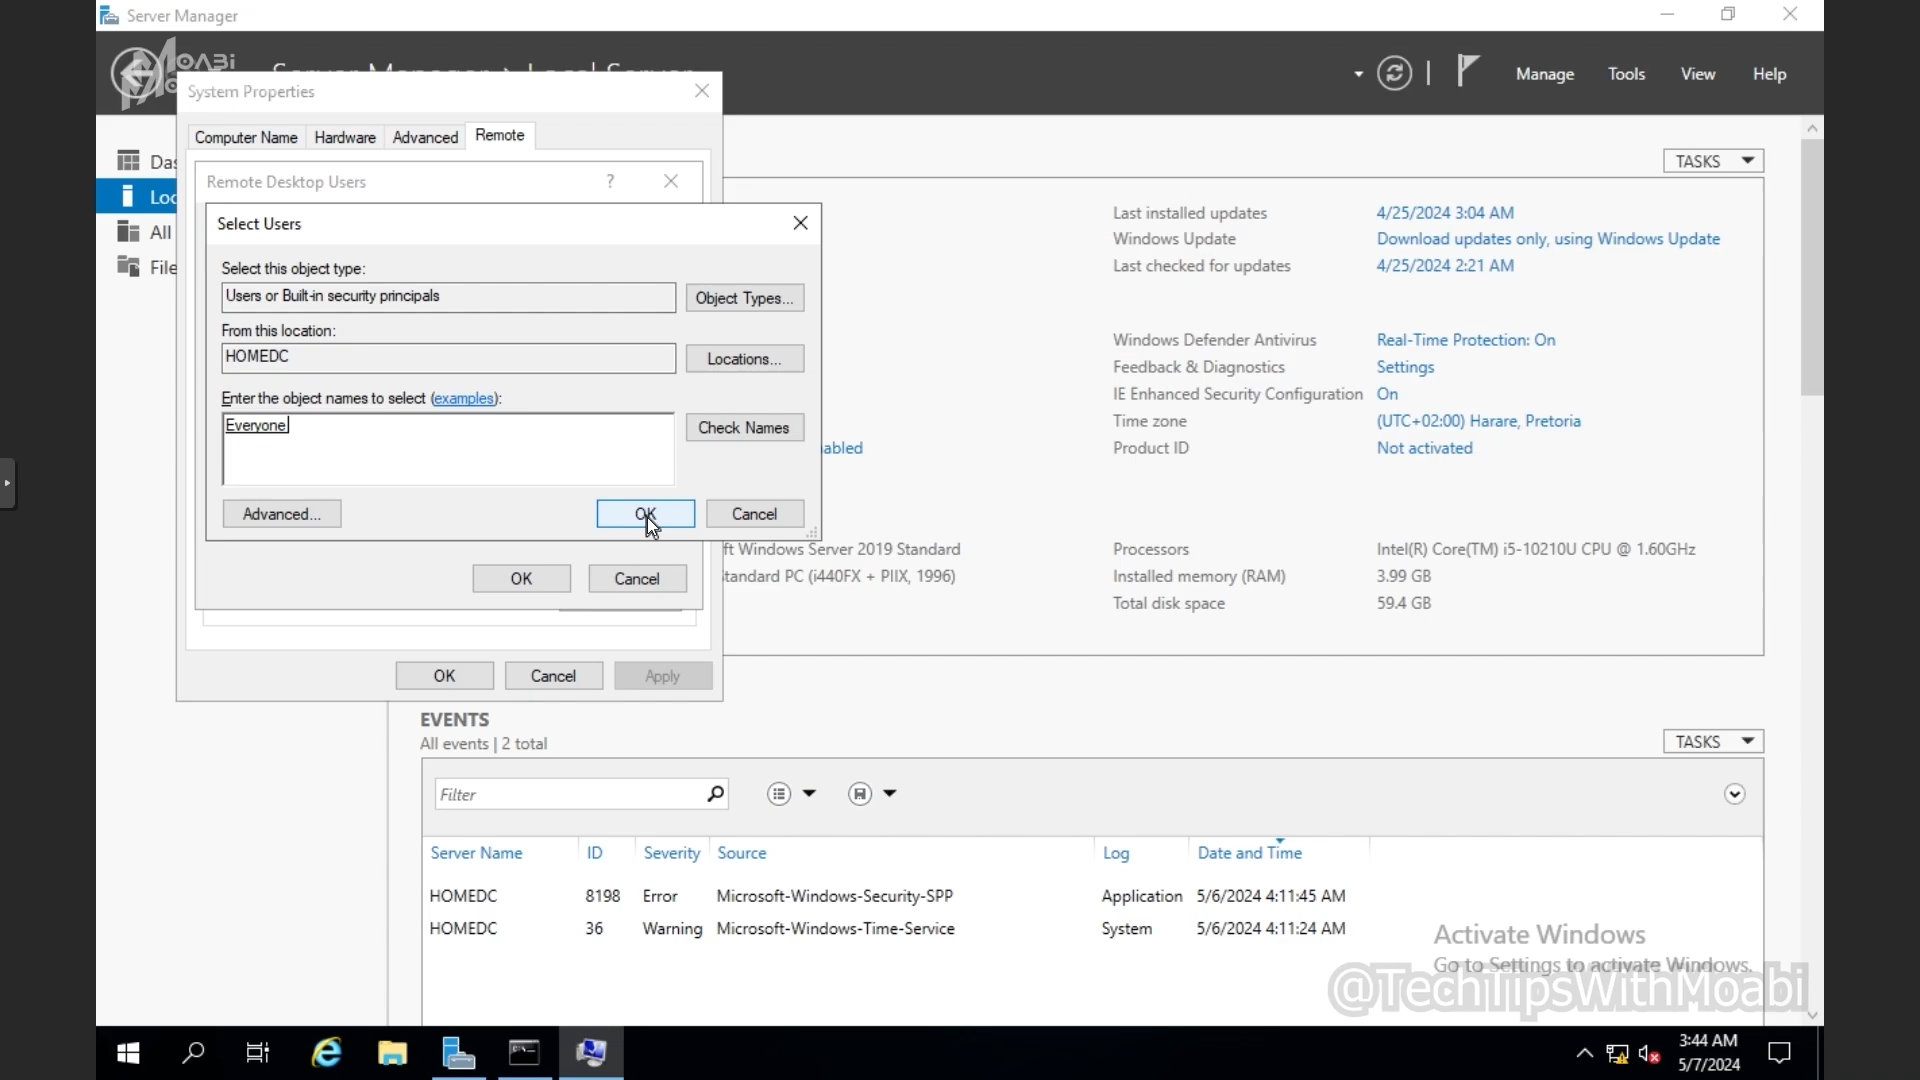 Server Manager
MOABi
Manage Tools View Help
System Properties
Computer Name Hardware Advanced Remote
Remote Desktop Users
?
Select Users
Select this object type:
Users or Built-in security principals
Object Types...
From this location:
HOMEDC
Locations...
Enter the object names to select (examples):
Everyone
Check Names
Advanced...
OK
Cancel
OK
Cancel
OK
Cancel
Apply
Das
Loc
All
File
TASKS
Last installed updates 4/25/2024 3:04 AM
Windows Update Download updates only, using Windows Update
Last checked for updates 4/25/2024 2:21 AM
Windows Defender Antivirus Real-Time Protection: On
Feedback & Diagnostics Settings
IE Enhanced Security Configuration On
Time zone (UTC+02:00) Harare, Pretoria
abled
Product ID Not activated
ft Windows Server 2019 Standard
Processors Intel(R) Core(TM) i5-10210U CPU @ 1.60GHz
tandard PC (i440FX + PIIX, 1996)
Installed memory (RAM) 3.99 GB
Total disk space 59.4 GB
EVENTS
All events | 2 total
TASKS
Filter
Server Name ID Severity Source Log Date and Time
HOMEDC 8198 Error Microsoft-Windows-Security-SPP Application 5/6/2024 4:11:45 AM
HOMEDC 36 Warning Microsoft-Windows-Time-Service System 5/6/2024 4:11:24 AM
Activate Windows
Go to Settings to activate Windows.
@TechTipsWithMoabi
3:44 AM
5/7/2024